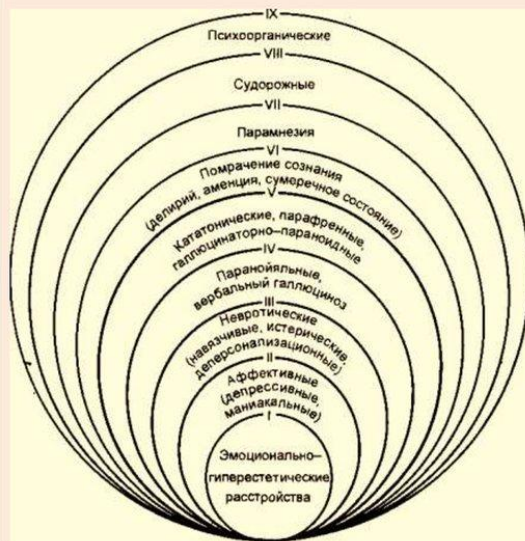 IX
Психоорганические
VIII
Судорожные
VII
Парамнезия
VI
Помрачение сознания
(делирий, аменция, сумеречное состояние)
V
Кататонические, парафренные,
галлюцинаторно-параноидные
IV
Паранойяльные,
вербальный галлюциноз
III
Невротические
(навязчивые, истерические,
деперсонализационные)
II
Аффективные
(депрессивные,
маниакальные)
I
Эмоционально-
гиперестетические
расстройства